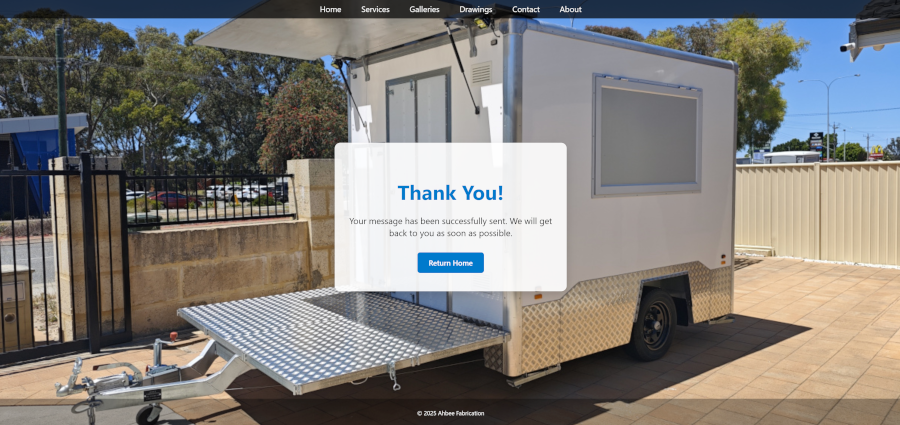 Home Services Galleries Drawings Contact About
Thank You!
Your message has been successfully sent. We will get
back to you as soon as possible.
Return Home
© 2025 Ahbee Fabrication